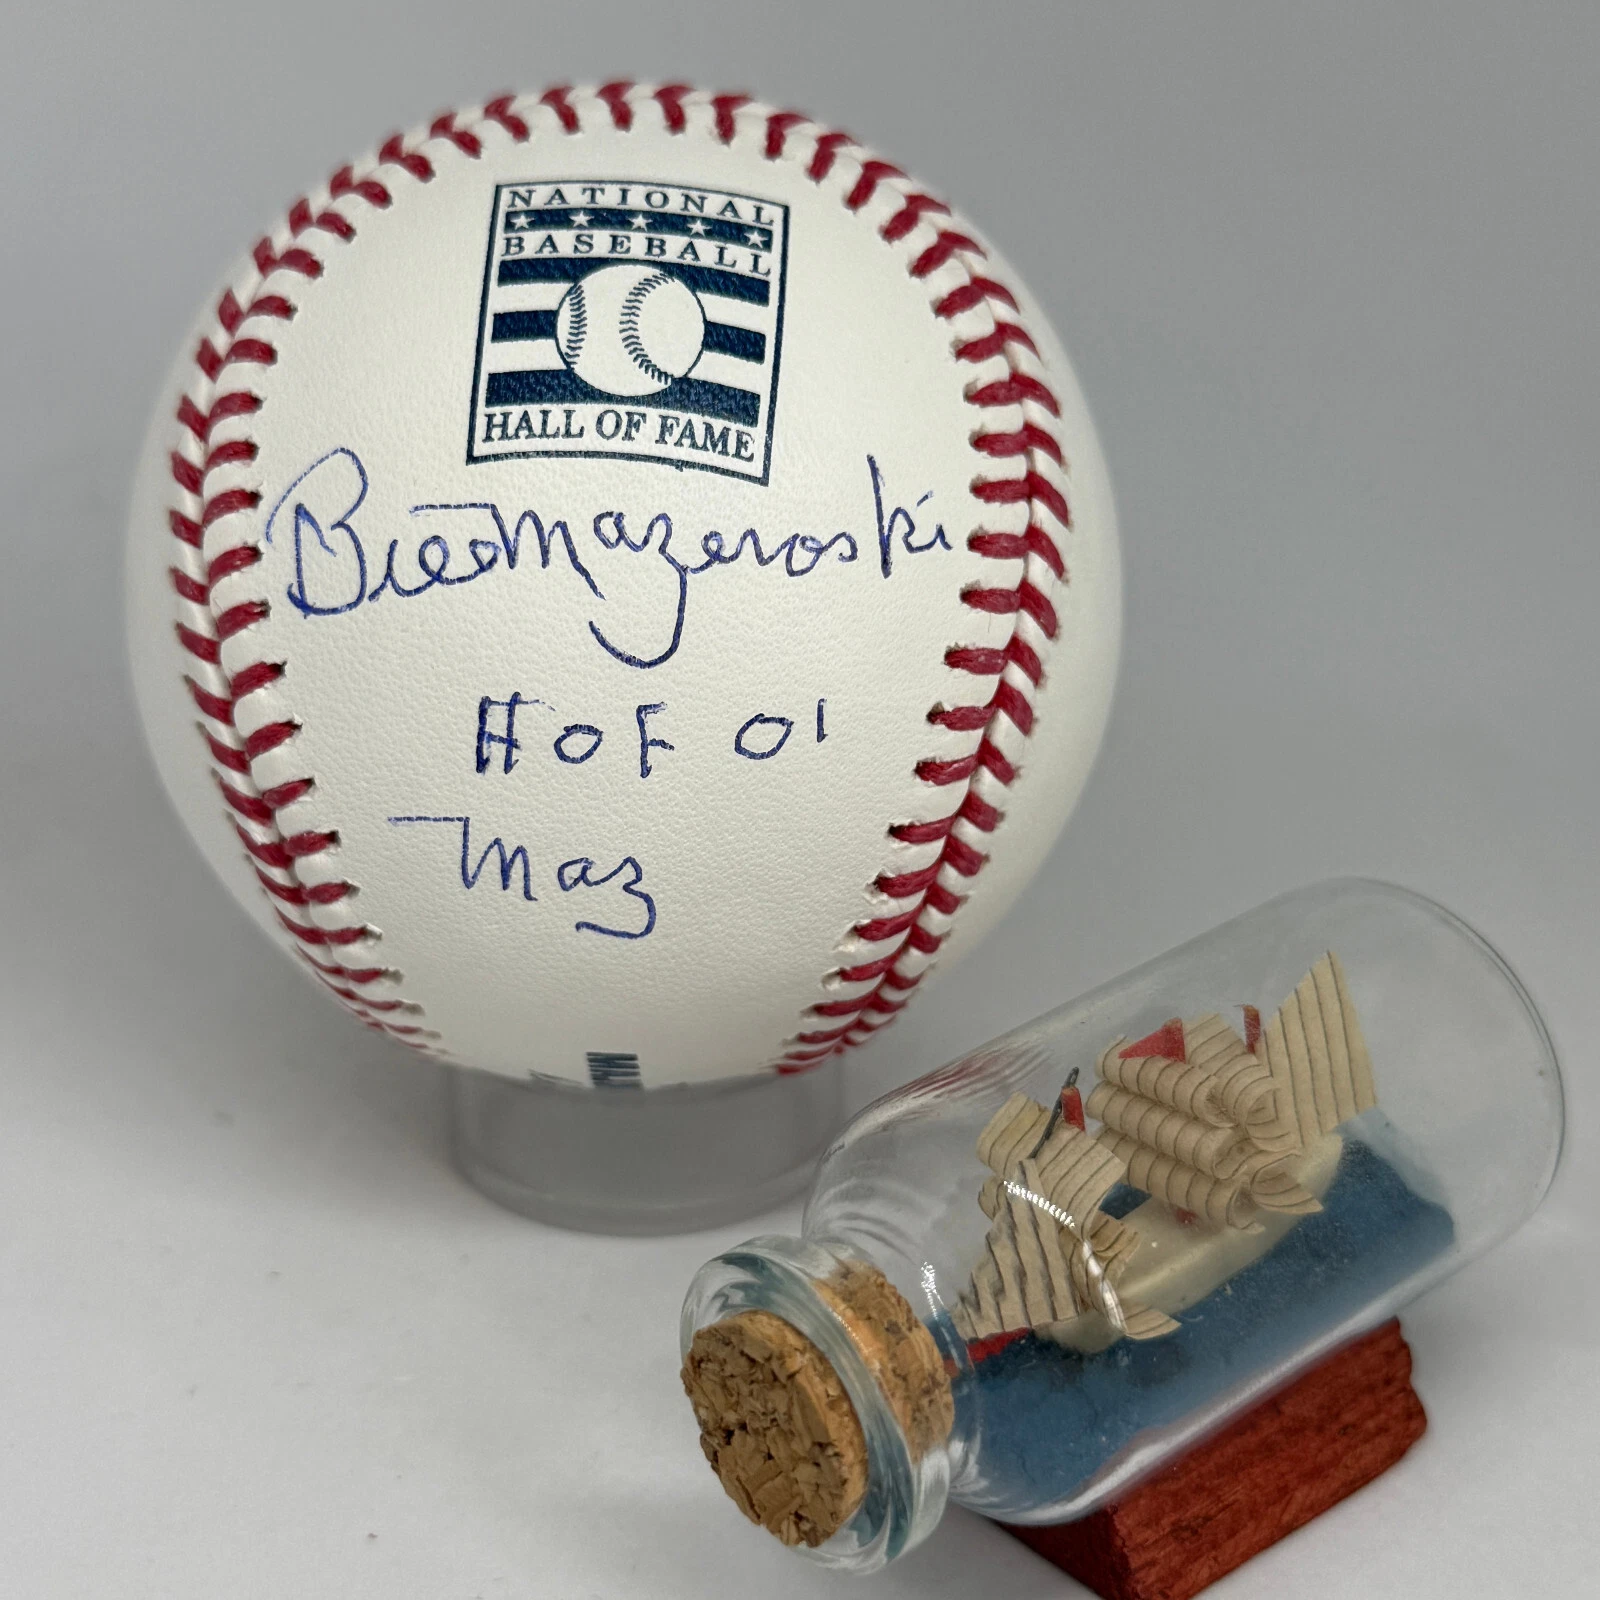 NATIONAL
BASEBALL
HALL OF FAME
Bill Mazeroski
HOF 01
Maz